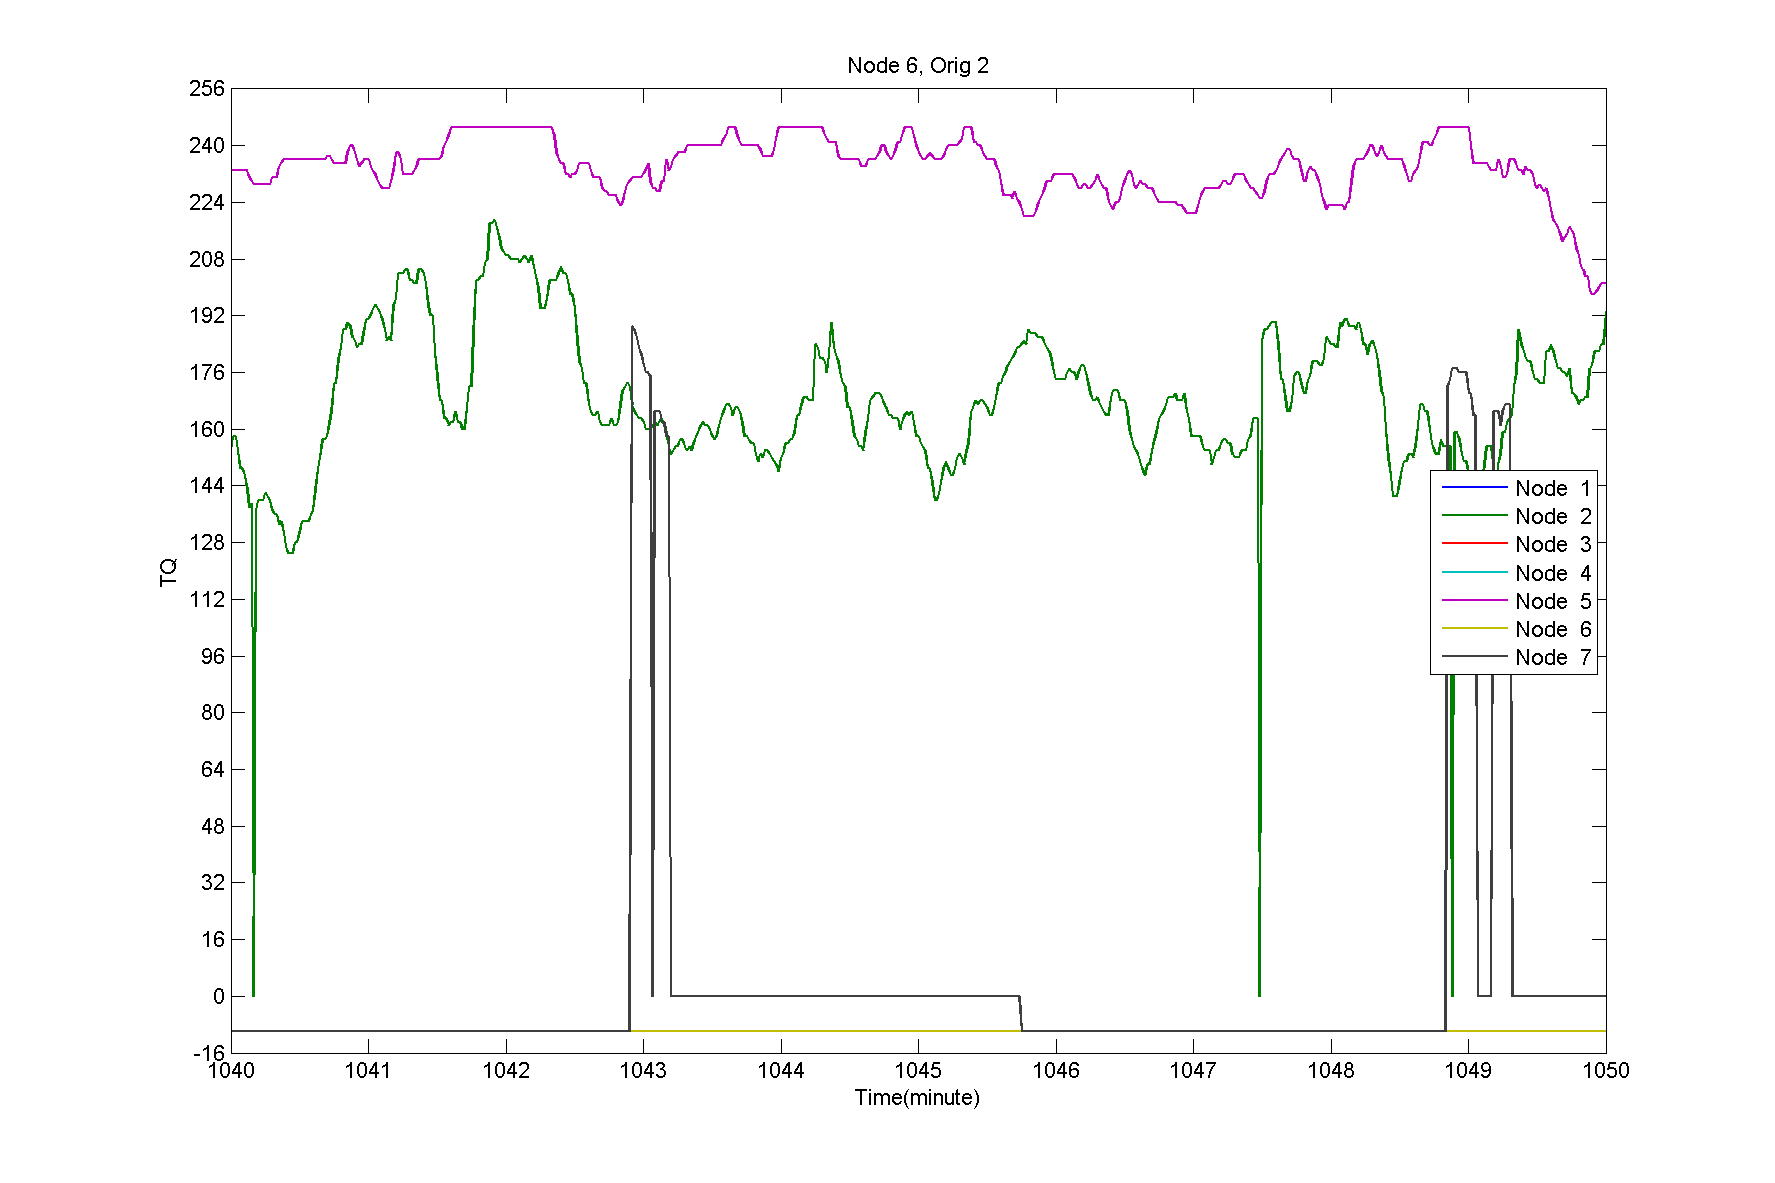 Node 6, Orig 2
256
240
224
208
192
176
160
144
128
112
96
80
64
48
32
16
0
-16
TQ
Node 1
Node 2
Node 3
Node 4
Node 5
Node 6
Node 7
1040 1041 1042 1043 1044 1045 1046 1047 1048 1049 1050
Time(minute)